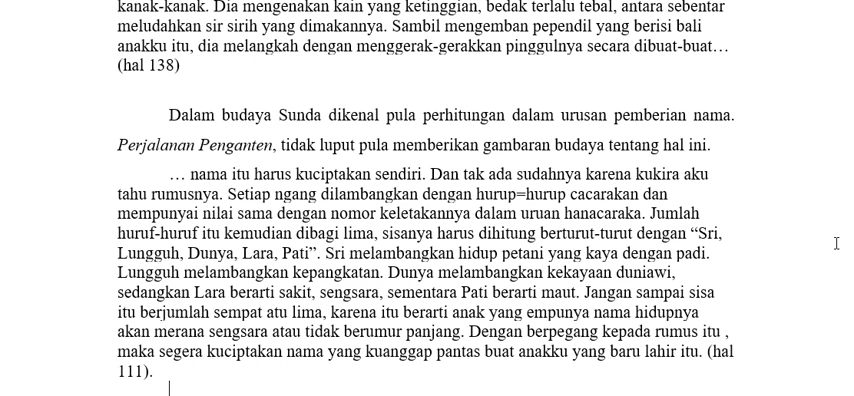 kanak-kanak. Dia mengenakan kain yang ketinggian, bedak terlalu tebal, antara sebentar
meludahkan sir sirih yang dimakannya. Sambil mengemban pependil yang berisi bali
anakku itu, dia melangkah dengan menggerak-gerakkan pinggulnya secara dibuat-buat…
(hal 138)
Dalam budaya Sunda dikenal pula perhitungan dalam urusan pemberian nama.
Perjalanan Penganten, tidak luput pula memberikan gambaran budaya tentang hal ini.
… nama itu harus kuciptakan sendiri. Dan tak ada sudahnya karena kukira aku
tahu rumusnya. Setiap ngang dilambangkan dengan hurup=hurup cacarakan dan
mempunyai nilai sama dengan nomor keletakannya dalam uruan hanacaraka. Jumlah
huruf-huruf itu kemudian dibagi lima, sisanya harus dihitung berturut-turut dengan “Sri,
Lungguh, Dunya, Lara, Pati”. Sri melambangkan hidup petani yang kaya dengan padi.
Lungguh melambangkan kepangkatan. Dunya melambangkan kekayaan duniawi,
sedangkan Lara berarti sakit, sengsara, sementara Pati berarti maut. Jangan sampai sisa
itu berjumlah sempat atu lima, karena itu berarti anak yang empunya nama hidupnya
akan merana sengsara atau tidak berumur panjang. Dengan berpegang kepada rumus itu ,
maka segera kuciptakan nama yang kuanggap pantas buat anakku yang baru lahir itu. (hal
111).